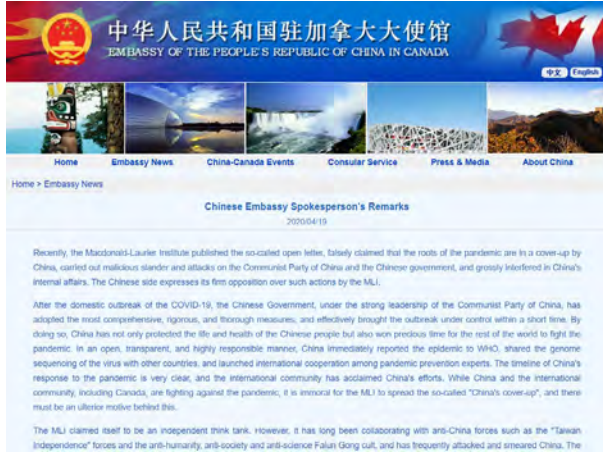 中华人民共和国驻加拿大大使馆
EMBASSY OF THE PEOPLE'S REPUBLIC OF CHINA IN CANADA
中文 English
Home Embassy News China-Canada Events Consular Service Press & Media About China
Home > Embassy News
Chinese Embassy Spokesperson's Remarks
2020/04/19
Recently, the Macdonald-Laurier Institute published the so-called open letter, falsely claimed that the roots of the pandemic are in a cover-up by
China, carried out malicious slander and attacks on the Communist Party of China and the Chinese government, and grossly interfered in China's
internal affairs. The Chinese side expresses its firm opposition over such actions by the MLI.
After the domestic outbreak of the COVID-19, the Chinese Government, under the strong leadership of the Communist Party of China, has
adopted the most comprehensive, rigorous, and thorough measures, and effectively brought the outbreak under control within a short time. By
doing so, China has not only protected the life and health of the Chinese people but also won precious time for the rest of the world to fight the
pandemic. In an open, transparent, and highly responsible manner, China immediately reported the epidemic to WHO, shared the genome
sequencing of the virus with other countries, and launched international cooperation among pandemic prevention experts. The timeline of China's
response to the pandemic is very clear, and the international community has acclaimed China's efforts. While China and the international
community, including Canada, are fighting against the pandemic, it is immoral for the MLI to spread the so-called "China's cover-up", and there
must be an ulterior motive behind this.
The MLI claimed itself to be an independent think tank. However, it has long been collaborating with anti-China forces such as the "Taiwan
Independence" forces and the anti-humanity, anti-society and anti-science Falun Gong cult, and has frequently attacked and smeared China. The